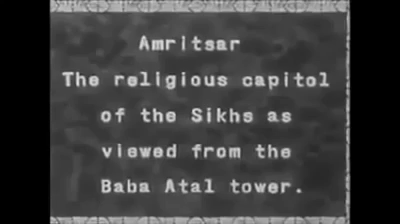 Amritsar
The religious capitol
of the Sikhs as
viewed from the
Baba Atal tower.